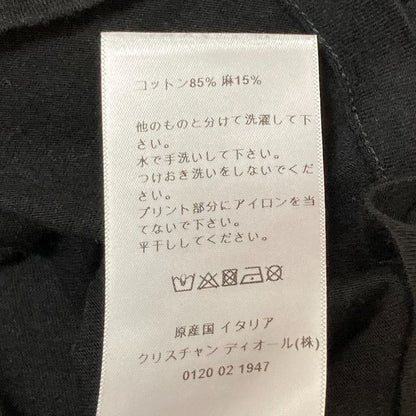 コットン85% 麻15%
他のものと分けて洗濯して下
さい。
水で手洗いして下さい。
つけおき洗いをしないでくだ
さい。
プリント部分にアイロンを当
てないで下さい。
平干ししてください。
原産国 イタリア
クリスチャン ディオール(株)
0120 02 1947